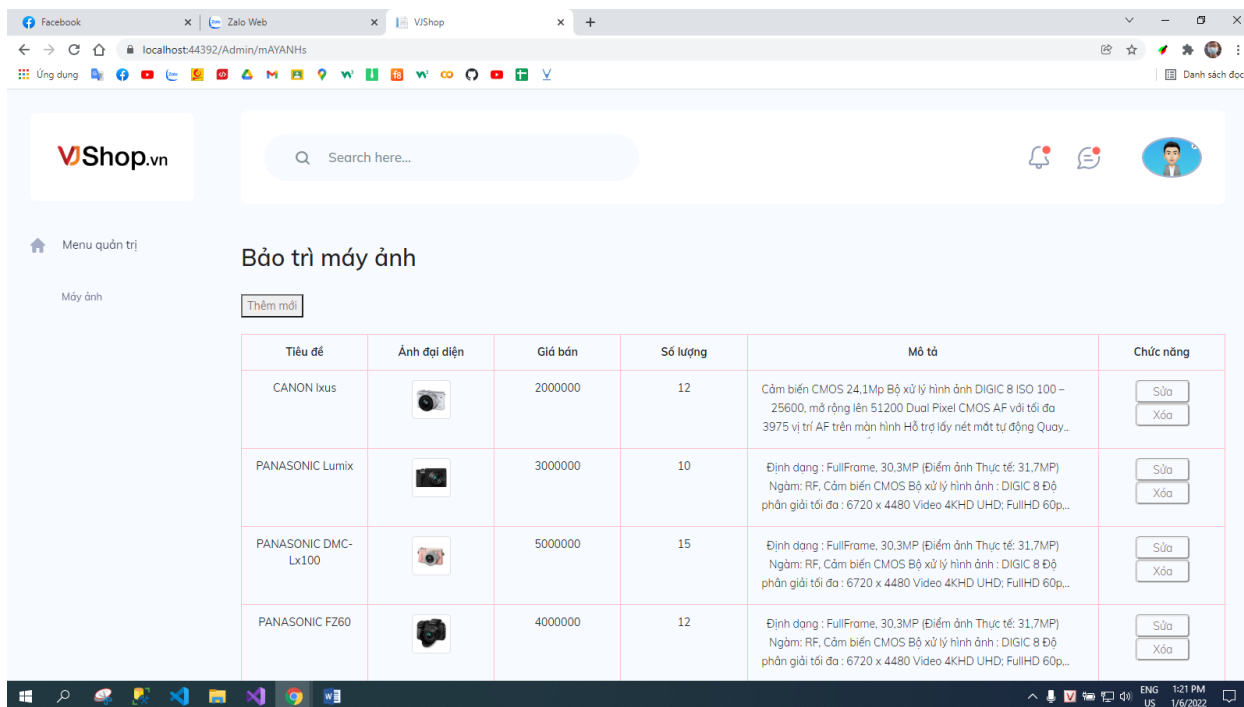 Facebook
Zalo Web
VJShop
localhost:44392/Admin/mAYANHs
Ứng dụng
Danh sách đọc
VJShop.vn
Search here...
Menu quản trị
Máy ảnh
Bảo trì máy ảnh
Thêm mới
Tiêu đề Ảnh đại diện Giá bán Số lượng Mô tả Chức năng
CANON Ixus 2000000 12
Cảm biến CMOS 24,1Mp Bộ xử lý hình ảnh DIGIC 8 ISO 100 –
25600, mở rộng lên 51200 Dual Pixel CMOS AF với tối đa
3975 vị trí AF trên màn hình Hỗ trợ lấy nét mắt tự động Quay...
Sửa
Xóa
PANASONIC Lumix 3000000 10
Định dạng : FullFrame, 30,3MP (Điểm ảnh Thực tế: 31,7MP)
Ngàm: RF, Cảm biến CMOS Bộ xử lý hình ảnh : DIGIC 8 Độ
phân giải tối đa : 6720 x 4480 Video 4KHD UHD; FullHD 60p,...
Sửa
Xóa
PANASONIC DMC-
Lx100
5000000 15
Định dạng : FullFrame, 30,3MP (Điểm ảnh Thực tế: 31,7MP)
Ngàm: RF, Cảm biến CMOS Bộ xử lý hình ảnh : DIGIC 8 Độ
phân giải tối đa : 6720 x 4480 Video 4KHD UHD; FullHD 60p,...
Sửa
Xóa
PANASONIC FZ60 4000000 12
Định dạng : FullFrame, 30,3MP (Điểm ảnh Thực tế: 31,7MP)
Ngàm: RF, Cảm biến CMOS Bộ xử lý hình ảnh : DIGIC 8 Độ
phân giải tối đa : 6720 x 4480 Video 4KHD UHD; FullHD 60p,...
Sửa
Xóa
ENG
US
1:21 PM
1/6/2022